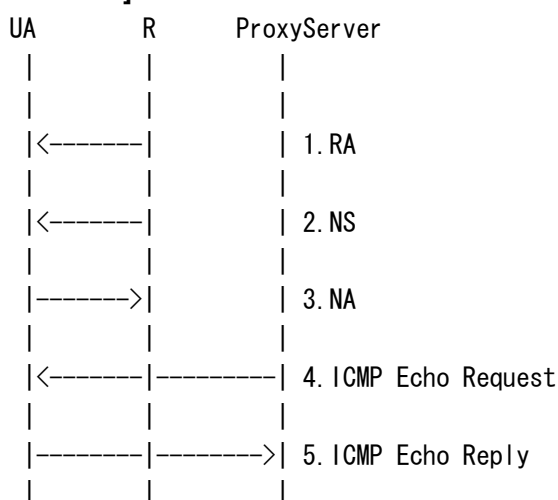 UA R ProxyServer
| | |
| | |
|<-------| | 1.RA
| | |
|<-------| | 2.NS
| | |
|------->| | 3.NA
| | |
|<-------|---------| 4.ICMP Echo Request
| | |
|--------|-------->| 5.ICMP Echo Reply
| | |